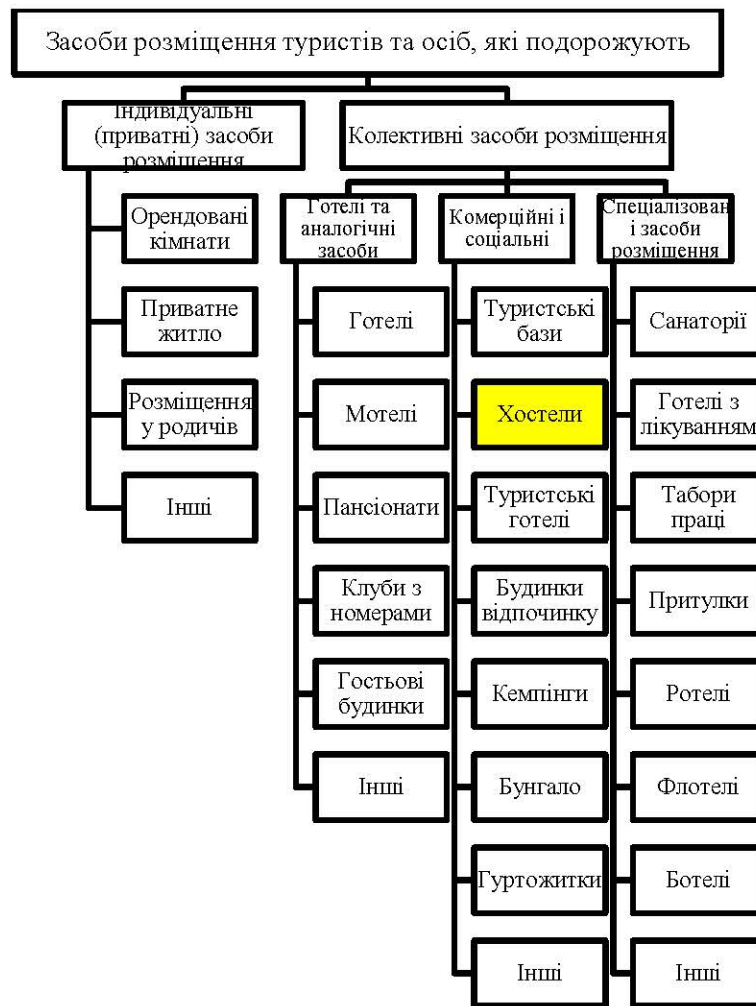 Засоби розміщення туристів та осіб, які подорожують
Індивідуальні
(приватні) засоби
розміщення
Орендовані
кімнати
Приватне
житло
Розміщення
у родичів
Інші
Колективні засоби розміщення
Готелі та
аналогічні
засоби
Готелі
Мотелі
Пансіонати
Клуби з
номерами
Гостьові
будинки
Інші
Комерційні і
соціальні
Туристські
бази
Хостели
Туристські
готелі
Будинки
відпочинку
Кемпінги
Бунгало
Гуртожитки
Інші
Спеціалізован
і засоби
розміщення
Санаторії
Готелі з
лікуванням
Табори
праці
Притулки
Ротелі
Флотелі
Ботелі
Інші